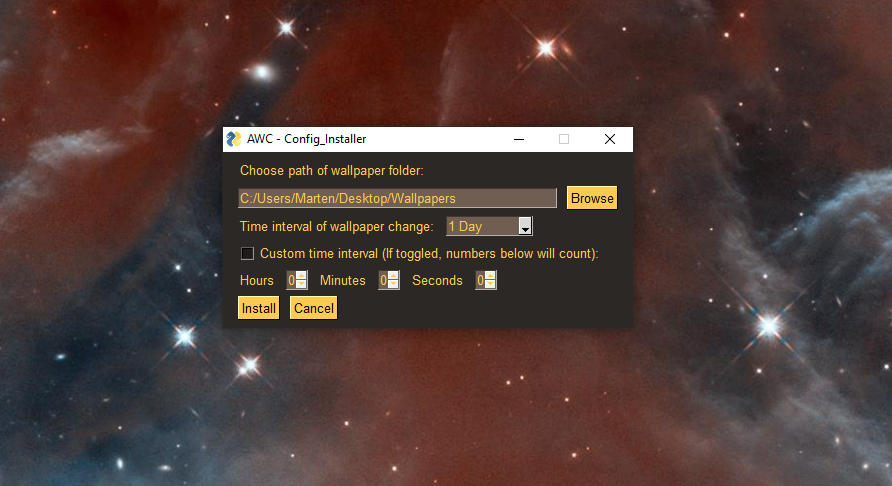 AWC - Config_Installer
Choose path of wallpaper folder:
C:/Users/Marten/Desktop/Wallpapers Browse
Time interval of wallpaper change: 1 Day
Custom time interval (If toggled, numbers below will count):
Hours 0 Minutes 0 Seconds 0
Install Cancel